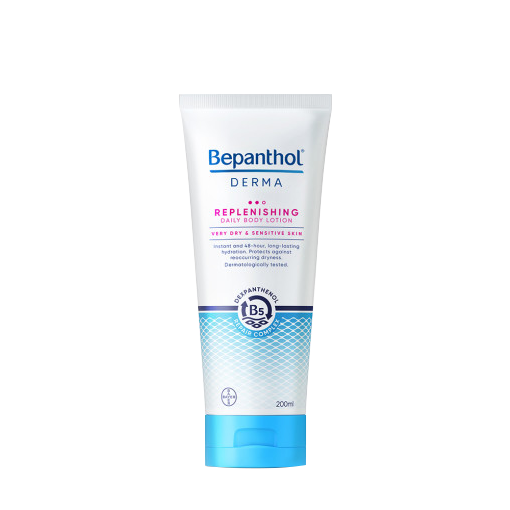 Bepanthol®
DERMA
REPLENISHING
DAILY BODY LOTION
VERY DRY & SENSITIVE SKIN
Instant and 48-hour, long-lasting
hydration. Protects against
reoccurring dryness.
Dermatologically tested.
DEXPANTHENOL
B5
REPAIR COMPLEX
BAYER
200ml